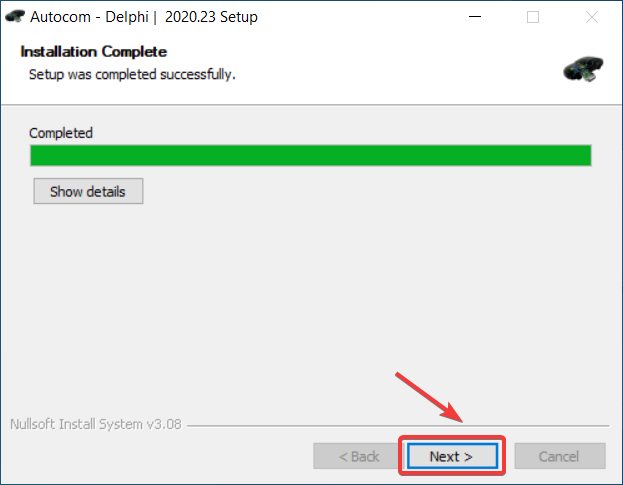 Autocom - Delphi | 2020.23 Setup
Installation Complete
Setup was completed successfully.
Completed
Show details
Nullsoft Install System v3.08
< Back
Next >
Cancel